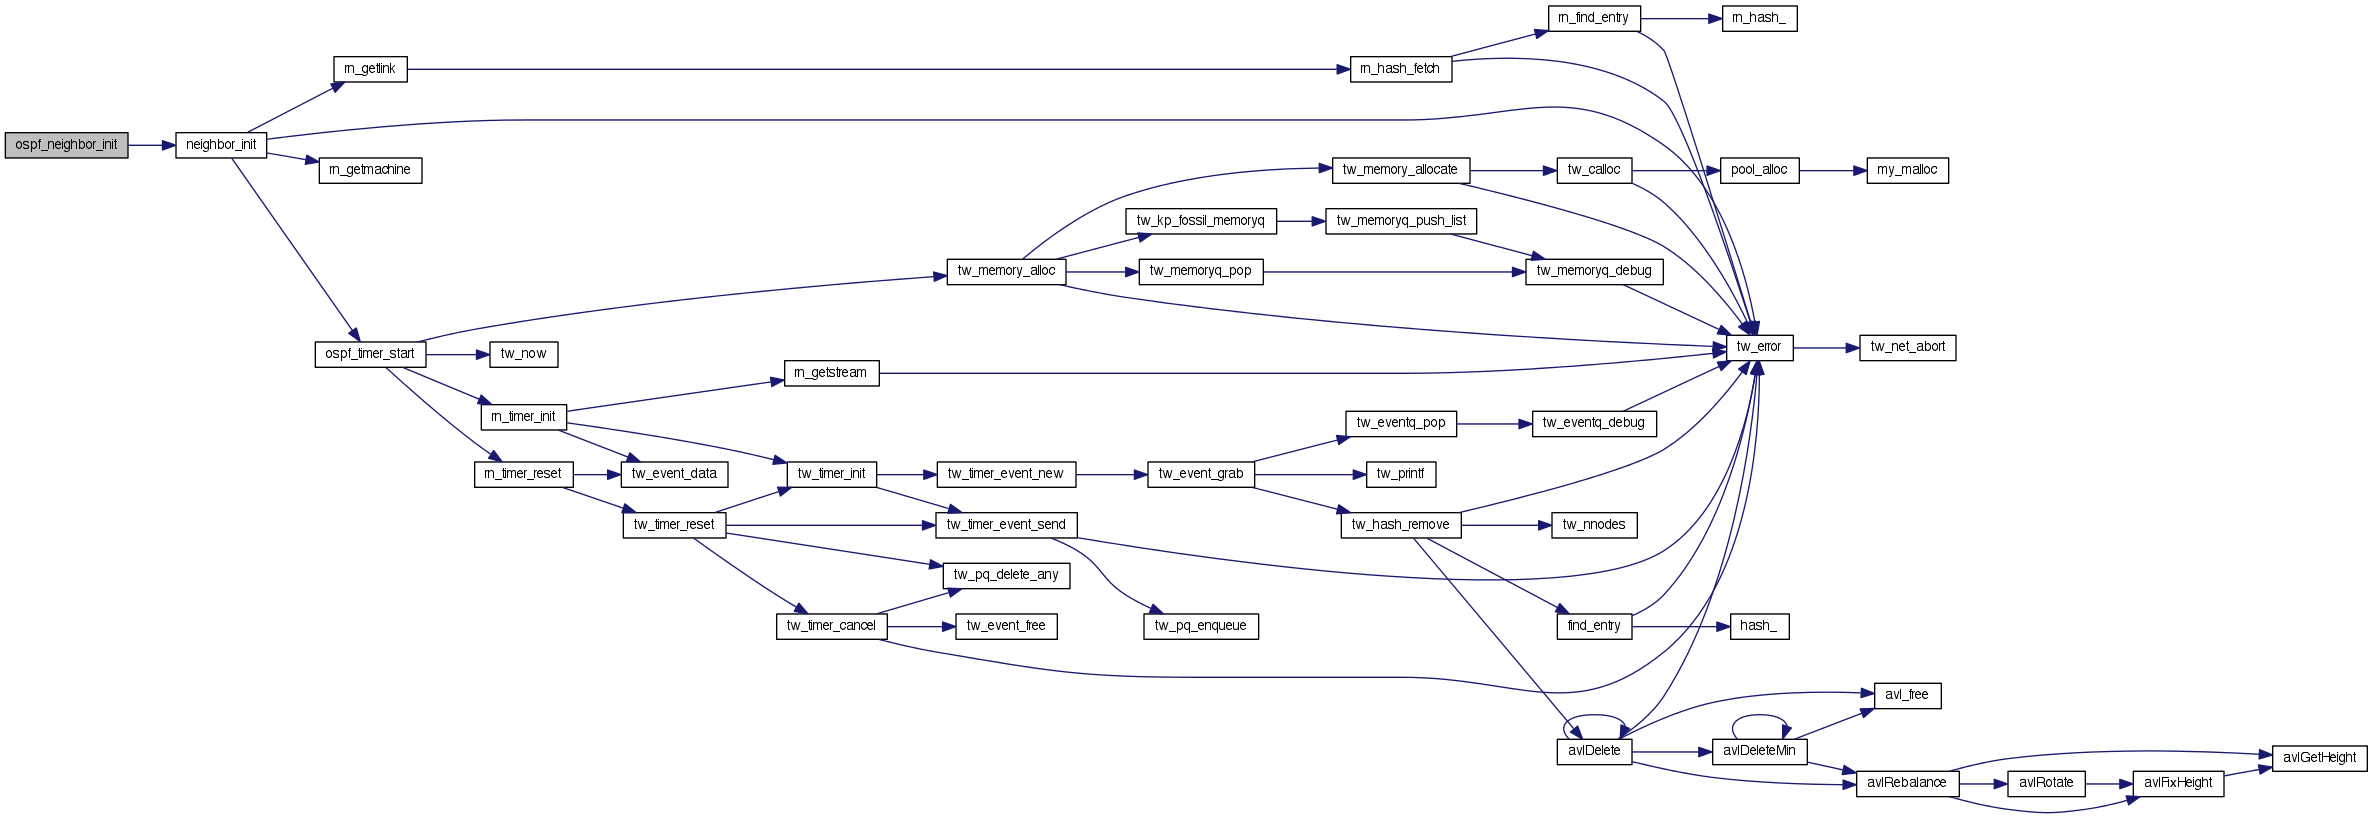 rn_find_entry
rn_hash_
rn_getlink
rn_hash_fetch
ospf_neighbor_init
neighbor_init
rn_getmachine
tw_memory_allocate
tw_calloc
pool_alloc
my_malloc
tw_kp_fossil_memoryq
tw_memoryq_push_list
tw_memory_alloc
tw_memoryq_pop
tw_memoryq_debug
ospf_timer_start
tw_now
tw_error
tw_net_abort
rn_getstream
rn_timer_init
tw_eventq_pop
tw_eventq_debug
rn_timer_reset
tw_event_data
tw_timer_init
tw_timer_event_new
tw_event_grab
tw_printf
tw_timer_reset
tw_timer_event_send
tw_hash_remove
tw_nnodes
tw_pq_delete_any
tw_timer_cancel
tw_event_free
tw_pq_enqueue
find_entry
hash_
avl_free
avlDelete
avlDeleteMin
avlGetHeight
avlRebalance
avlRotate
avlFixHeight